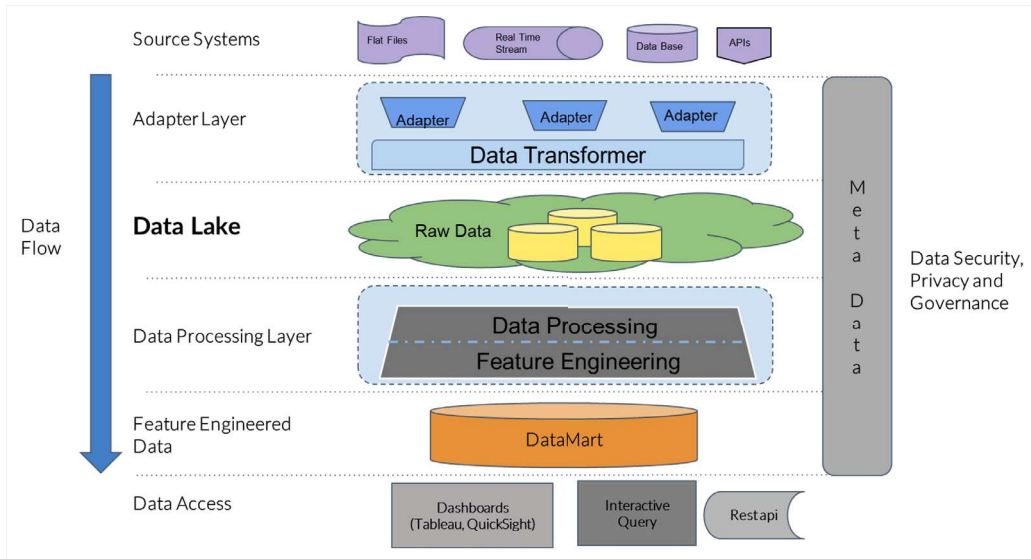 Source Systems
Flat Files
Real Time
Stream
Data Base
APIs
Adapter Layer
Adapter
Adapter
Adapter
Data Transformer
Data
Flow
Data Lake
Raw Data
Meta Data
Data Security,
Privacy and
Governance
Data Processing Layer
Data Processing
Feature Engineering
Feature Engineered
Data
DataMart
Data Access
Dashboards
(Tableau, QuickSight)
Interactive
Query
Restapi